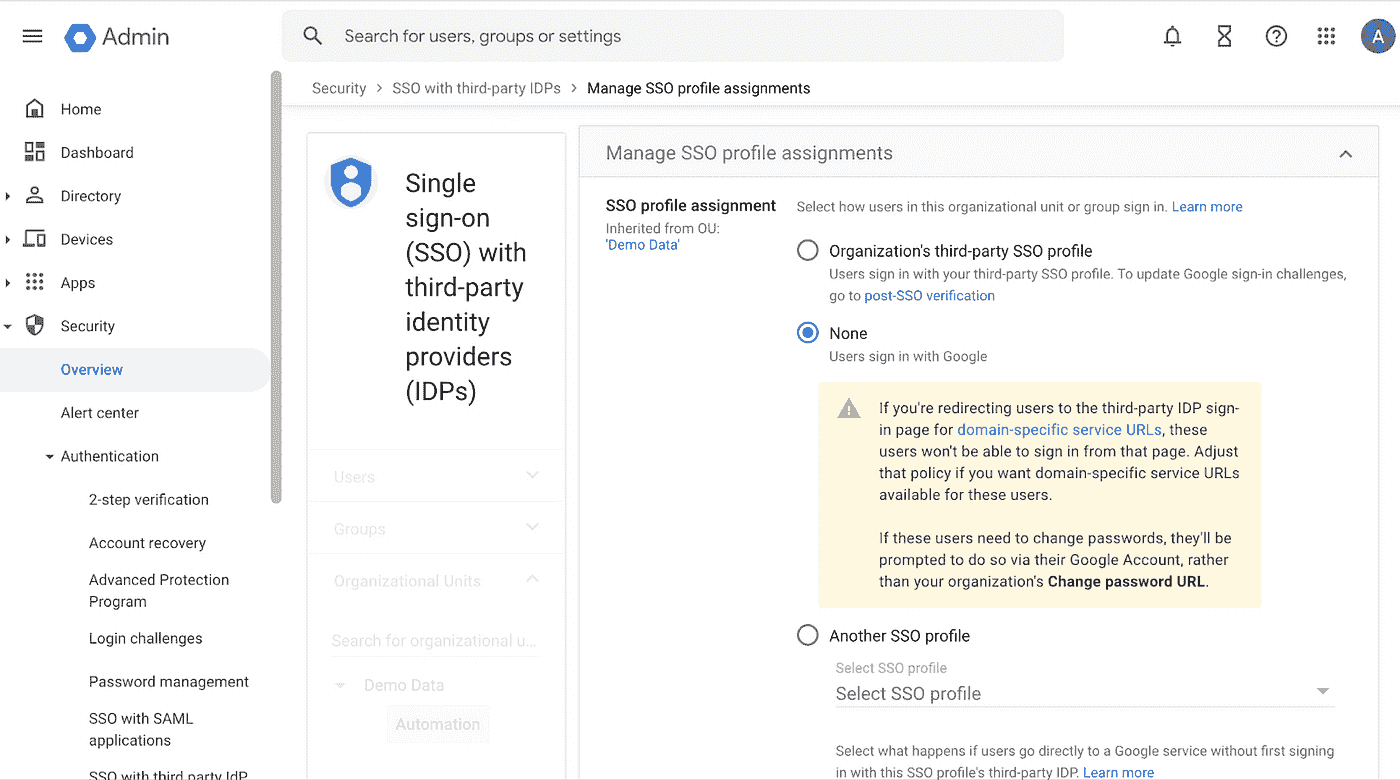 Admin
Search for users, groups or settings
A
Security > SSO with third-party IDPs > Manage SSO profile assignments
Home
Dashboard
Directory
Devices
Apps
Security
Overview
Alert center
Authentication
2-step verification
Account recovery
Advanced Protection
Program
Login challenges
Password management
SSO with SAML
applications
SSO with third party IdP
Single
sign-on
(SSO) with
third-party
identity
providers
(IDPs)
Users
Groups
Organizational Units
Search for organizational u...
Demo Data
Automation
Manage SSO profile assignments
SSO profile assignment
Inherited from OU:
'Demo Data'
Select how users in this organizational unit or group sign in. Learn more
Organization's third-party SSO profile
Users sign in with your third-party SSO profile. To update Google sign-in challenges,
go to post-SSO verification
None
Users sign in with Google
If you're redirecting users to the third-party IDP sign-
in page for domain-specific service URLs, these
users won't be able to sign in from that page. Adjust
that policy if you want domain-specific service URLs
available for these users.
If these users need to change passwords, they'll be
prompted to do so via their Google Account, rather
than your organization's Change password URL.
Another SSO profile
Select SSO profile
Select SSO profile
Select what happens if users go directly to a Google service without first signing
in with this SSO profile's third-party IDP. Learn more